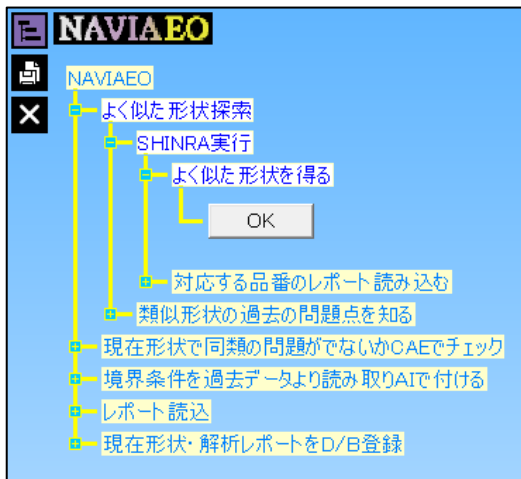 NAVIAEO
NAVIAEO
よく似た形状探索
SHINRA実行
よく似た形状を得る
OK
対応する品番のレポート読み込む
類似形状の過去の問題点を知る
現在形状で同類の問題がでないかCAEでチェック
境界条件を過去データより読み取りAIで付ける
レポート読込
現在形状・解析レポートをD/B登録